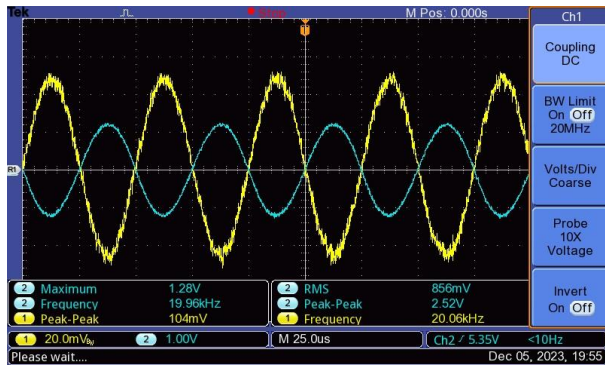 Tek Stop M Pos: 0.000s Ch1
Coupling
DC
BW Limit
On Off
20MHz
Volts/Div
Coarse
Probe
10X
Voltage
Invert
On Off
2 Maximum 1.28V
2 Frequency 19.96kHz
1 Peak-Peak 104mV
2 RMS 856mV
2 Peak-Peak 2.52V
1 Frequency 20.06kHz
1 20.0mV 2 1.00V M 25.0us Ch2 / 5.35V <10Hz
Please wait.... Dec 05, 2023, 19:55